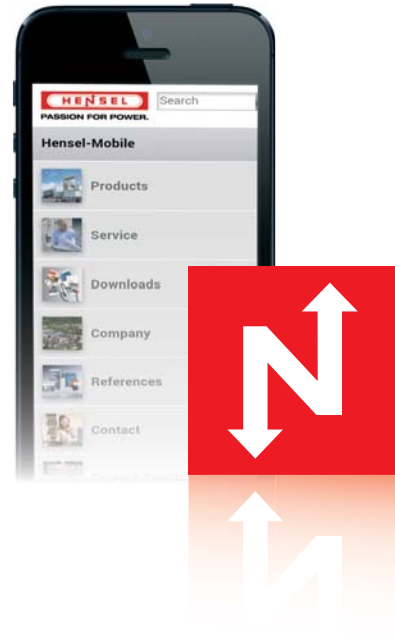 HENSEL
Search
PASSION FOR POWER.
Hensel-Mobile
Products
Service
Downloads
Company
References
Contact
N